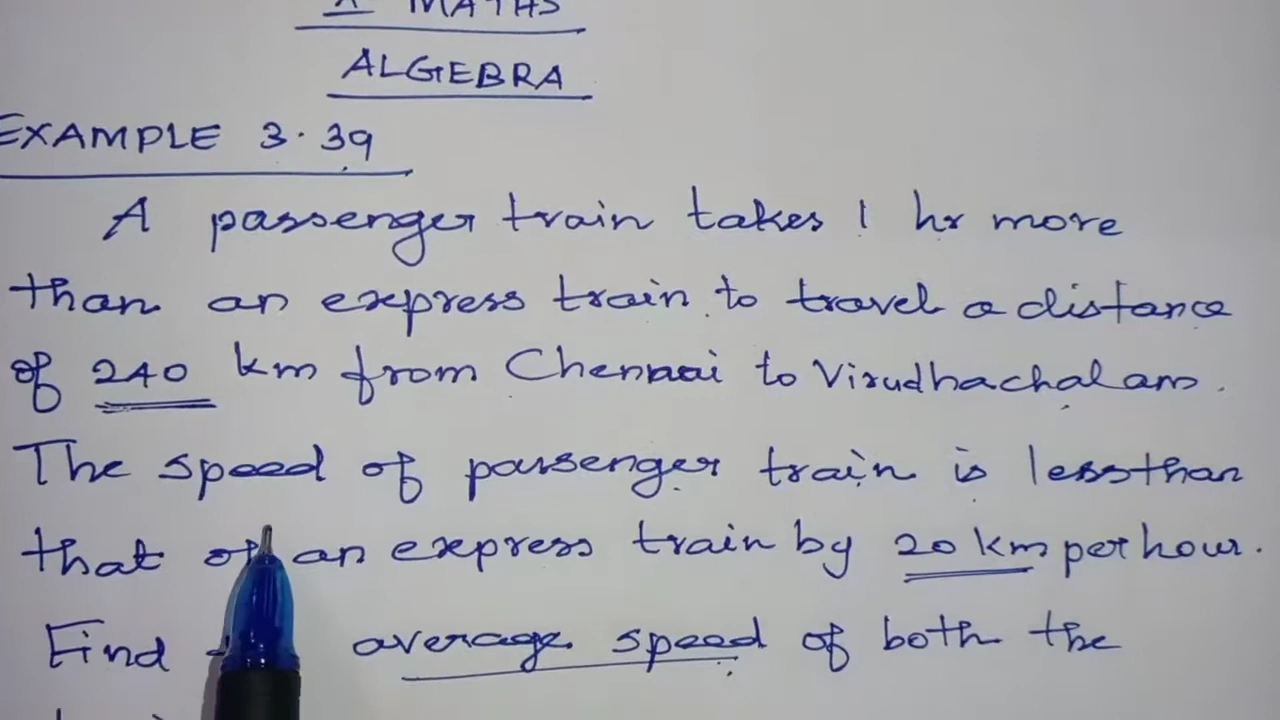 X MATHS
ALGEBRA
EXAMPLE 3.39
A passenger train takes 1 hr more
than an express train to travel a distance
of 240 km from Chennai to Virudhachalam.
The speed of passenger train is lessthan
that of an express train by 20 km per hour.
Find average speed of both the